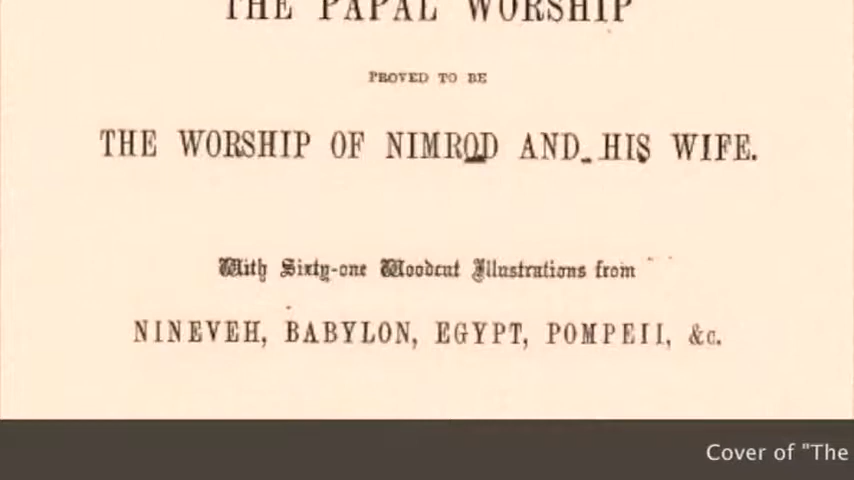 THE PAPAL WORSHIP
PROVED TO BE
THE WORSHIP OF NIMROD AND HIS WIFE.
With Sixty-one Woodcut Illustrations from
NINEVEH, BABYLON, EGYPT, POMPEII, &c.
Cover of "The